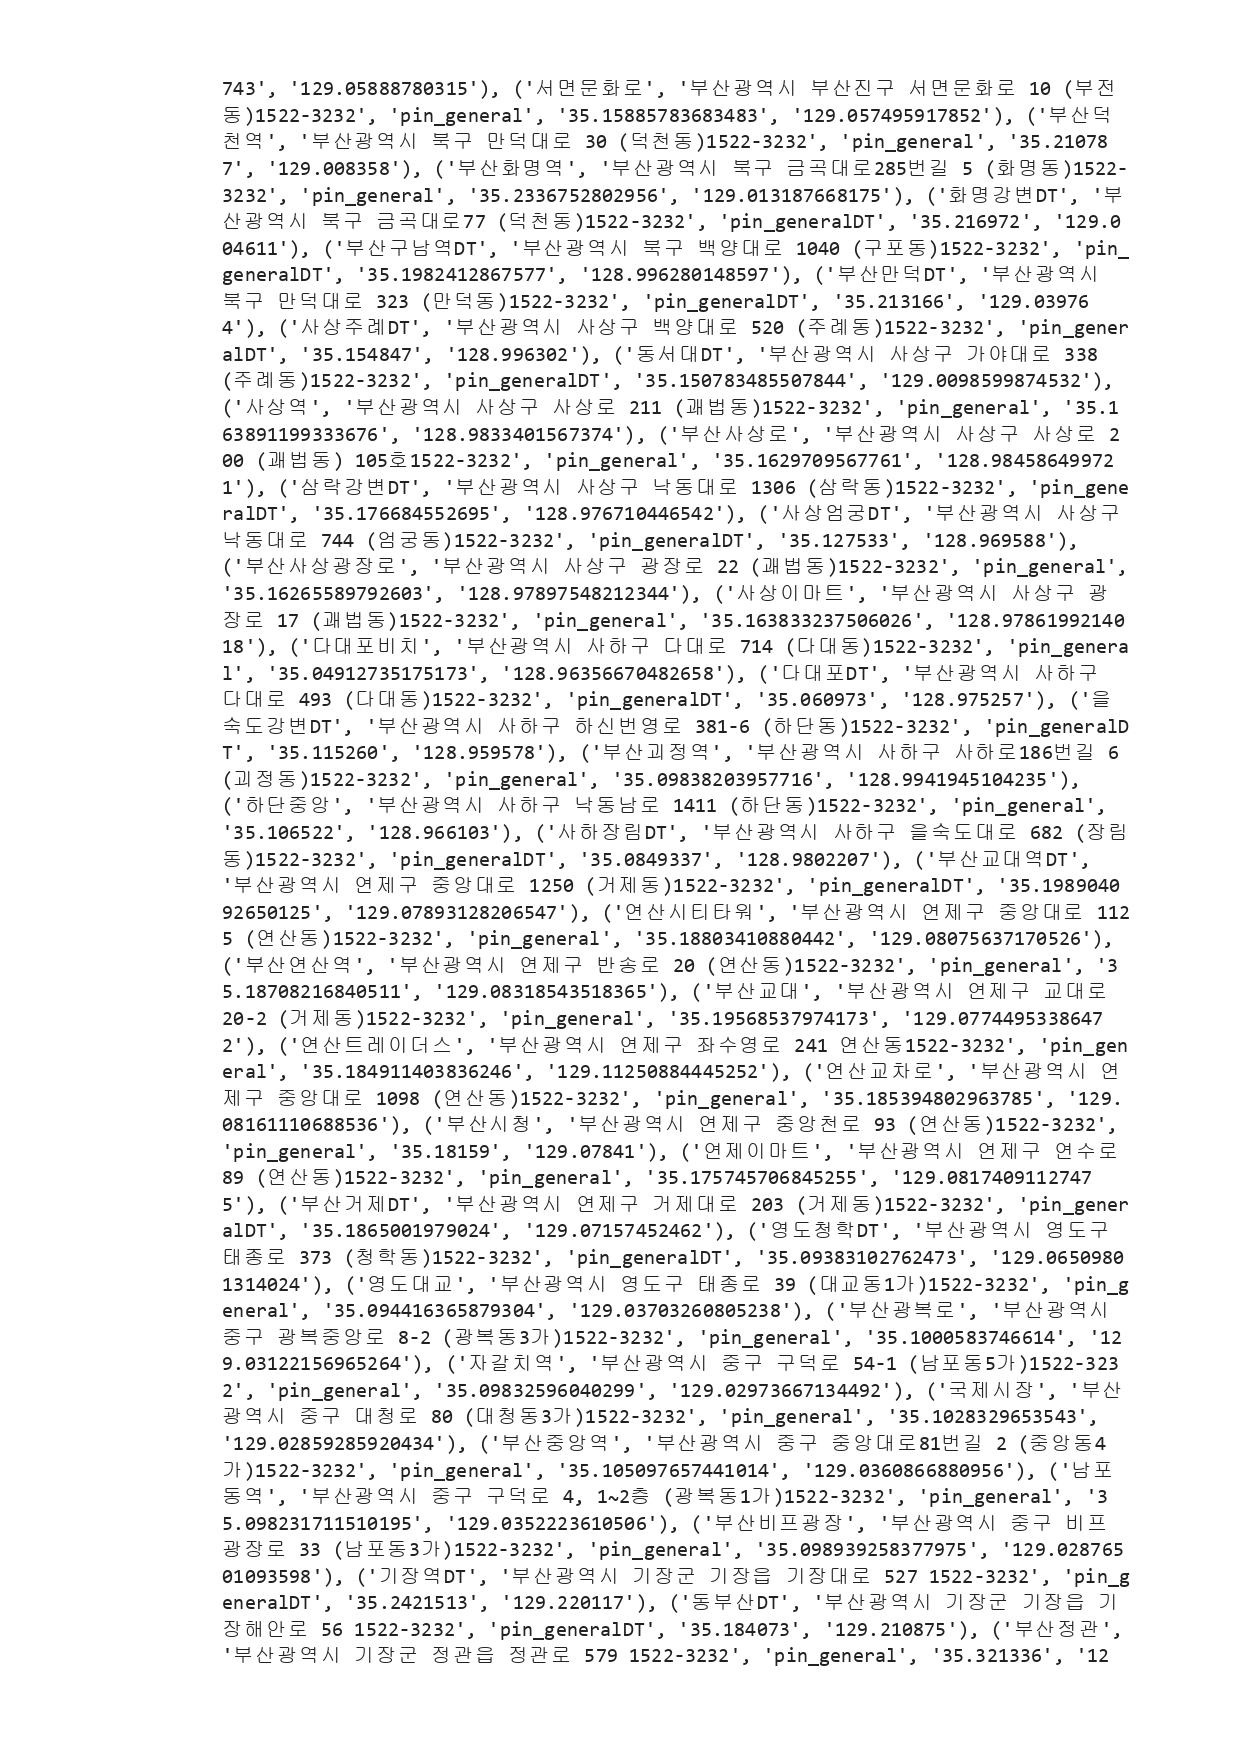 743', '129.05888780315'), ('서면문화로', '부산광역시 부산진구 서면문화로 10 (부전
동)1522-3232', 'pin_general', '35.15885783683483', '129.057495917852'), ('부산덕
천역', '부산광역시 북구 만덕대로 30 (덕천동)1522-3232', 'pin_general', '35.21078
7', '129.008358'), ('부산화명역', '부산광역시 북구 금곡대로285번길 5 (화명동)1522-
3232', 'pin_general', '35.2336752802956', '129.013187668175'), ('화명강변DT', '부
산광역시 북구 금곡대로77 (덕천동)1522-3232', 'pin_generalDT', '35.216972', '129.0
04611'), ('부산구남역DT', '부산광역시 북구 백양대로 1040 (구포동)1522-3232', 'pin_
generalDT', '35.1982412867577', '128.996280148597'), ('부산만덕DT', '부산광역시
북구 만덕대로 323 (만덕동)1522-3232', 'pin_generalDT', '35.213166', '129.03976
4'), ('사상주례DT', '부산광역시 사상구 백양대로 520 (주례동)1522-3232', 'pin_gener
alDT', '35.154847', '128.996302'), ('동서대DT', '부산광역시 사상구 가야대로 338
(주례동)1522-3232', 'pin_generalDT', '35.150783485507844', '129.0098599874532'),
('사상역', '부산광역시 사상구 사상로 211 (괘법동)1522-3232', 'pin_general', '35.1
63891199333676', '128.9833401567374'), ('부산사상로', '부산광역시 사상구 사상로 2
00 (괘법동) 105호1522-3232', 'pin_general', '35.1629709567761', '128.98458649972
1'), ('삼락강변DT', '부산광역시 사상구 낙동대로 1306 (삼락동)1522-3232', 'pin_gene
ralDT', '35.176684552695', '128.976710446542'), ('사상엄궁DT', '부산광역시 사상구
낙동대로 744 (엄궁동)1522-3232', 'pin_generalDT', '35.127533', '128.969588'),
('부산사상광장로', '부산광역시 사상구 광장로 22 (괘법동)1522-3232', 'pin_general',
'35.16265589792603', '128.97897548212344'), ('사상이마트', '부산광역시 사상구 광
장로 17 (괘법동)1522-3232', 'pin_general', '35.163833237506026', '128.97861992140
18'), ('다대포비치', '부산광역시 사하구 다대로 714 (다대동)1522-3232', 'pin_genera
l', '35.04912735175173', '128.96356670482658'), ('다대포DT', '부산광역시 사하구
다대로 493 (다대동)1522-3232', 'pin_generalDT', '35.060973', '128.975257'), ('을
숙도강변DT', '부산광역시 사하구 하신번영로 381-6 (하단동)1522-3232', 'pin_generalD
T', '35.115260', '128.959578'), ('부산괴정역', '부산광역시 사하구 사하로186번길 6
(괴정동)1522-3232', 'pin_general', '35.09838203957716', '128.9941945104235'),
('하단중앙', '부산광역시 사하구 낙동남로 1411 (하단동)1522-3232', 'pin_general',
'35.106522', '128.966103'), ('사하장림DT', '부산광역시 사하구 을숙도대로 682 (장림
동)1522-3232', 'pin_generalDT', '35.0849337', '128.9802207'), ('부산교대역DT',
'부산광역시 연제구 중앙대로 1250 (거제동)1522-3232', 'pin_generalDT', '35.1989040
92650125', '129.07893128206547'), ('연산시티타워', '부산광역시 연제구 중앙대로 112
5 (연산동)1522-3232', 'pin_general', '35.18803410880442', '129.08075637170526'),
('부산연산역', '부산광역시 연제구 반송로 20 (연산동)1522-3232', 'pin_general', '3
5.18708216840511', '129.08318543518365'), ('부산교대', '부산광역시 연제구 교대로
20-2 (거제동)1522-3232', 'pin_general', '35.19568537974173', '129.0774495338647
2'), ('연산트레이더스', '부산광역시 연제구 좌수영로 241 연산동1522-3232', 'pin_gen
eral', '35.184911403836246', '129.11250884445252'), ('연산교차로', '부산광역시 연
제구 중앙대로 1098 (연산동)1522-3232', 'pin_general', '35.185394802963785', '129.
08161110688536'), ('부산시청', '부산광역시 연제구 중앙천로 93 (연산동)1522-3232',
'pin_general', '35.18159', '129.07841'), ('연제이마트', '부산광역시 연제구 연수로
89 (연산동)1522-3232', 'pin_general', '35.175745706845255', '129.0817409112747
5'), ('부산거제DT', '부산광역시 연제구 거제대로 203 (거제동)1522-3232', 'pin_gener
alDT', '35.1865001979024', '129.07157452462'), ('영도청학DT', '부산광역시 영도구
태종로 373 (청학동)1522-3232', 'pin_generalDT', '35.09383102762473', '129.0650980
1314024'), ('영도대교', '부산광역시 영도구 태종로 39 (대교동1가)1522-3232', 'pin_g
eneral', '35.094416365879304', '129.03703260805238'), ('부산광복로', '부산광역시
중구 광복중앙로 8-2 (광복동3가)1522-3232', 'pin_general', '35.1000583746614', '12
9.03122156965264'), ('자갈치역', '부산광역시 중구 구덕로 54-1 (남포동5가)1522-323
2', 'pin_general', '35.09832596040299', '129.02973667134492'), ('국제시장', '부산
광역시 중구 대청로 80 (대청동3가)1522-3232', 'pin_general', '35.1028329653543',
'129.02859285920434'), ('부산중앙역', '부산광역시 중구 중앙대로81번길 2 (중앙동4
가)1522-3232', 'pin_general', '35.105097657441014', '129.0360866880956'), ('남포
동역', '부산광역시 중구 구덕로 4, 1~2층 (광복동1가)1522-3232', 'pin_general', '3
5.098231711510195', '129.0352223610506'), ('부산비프광장', '부산광역시 중구 비프
광장로 33 (남포동3가)1522-3232', 'pin_general', '35.098939258377975', '129.028765
01093598'), ('기장역DT', '부산광역시 기장군 기장읍 기장대로 527 1522-3232', 'pin_g
eneralDT', '35.2421513', '129.220117'), ('동부산DT', '부산광역시 기장군 기장읍 기
장해안로 56 1522-3232', 'pin_generalDT', '35.184073', '129.210875'), ('부산정관',
'부산광역시 기장군 정관읍 정관로 579 1522-3232', 'pin_general', '35.321336', '12